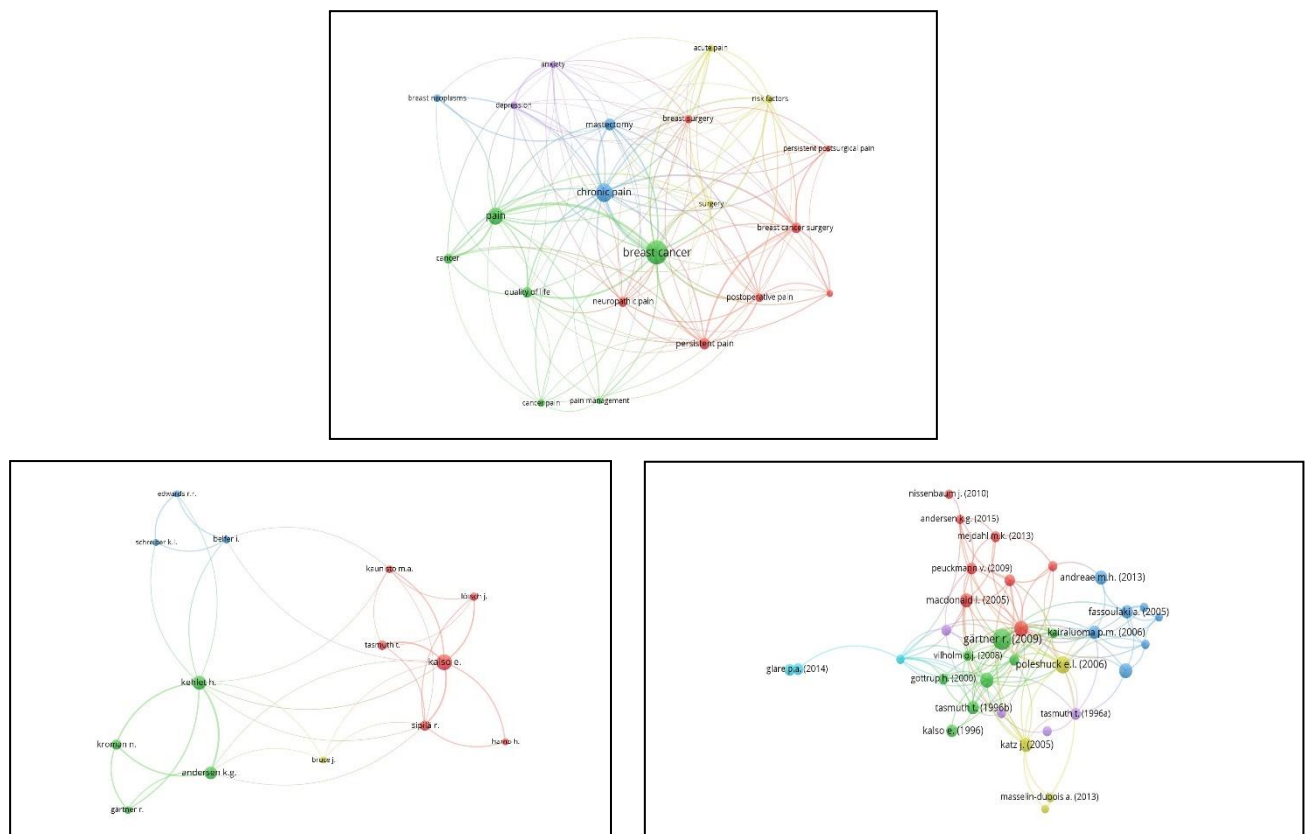 acute pain
anxiety
breast neoplasms
depression
risk factors
mastectomy
breast surgery
persistent postsurgical pain
chronic pain
surgery
pain
breast cancer surgery
breast cancer
cancer
quality of life
neuropathic pain
postoperative pain
persistent pain
cancer pain
pain management
edwards r.r.
schreiber k.l.
belfer i.
kaunisto m.a.
lötsch j.
tasmuth t.
kalso e.
kehlet h.
sipilä r.
harno h.
kroman n.
bruce j.
andersen k.g.
gärtner r.
nissenbaum j. (2010)
andersen k.g. (2015)
mejdahl m.k. (2013)
peuckmann v. (2009)
andreae m.h. (2013)
macdonald l. (2005)
fassoulaki a. (2005)
gärtner r. (2009)
kairaluoma p.m. (2006)
vilholm o.j. (2008)
poleshuck e.l. (2006)
glare p.a. (2014)
gottrup h. (2000)
tasmuth t. (1996b)
tasmuth t. (1996a)
kalso e. (1996)
katz j. (2005)
masselin-dubois a. (2013)